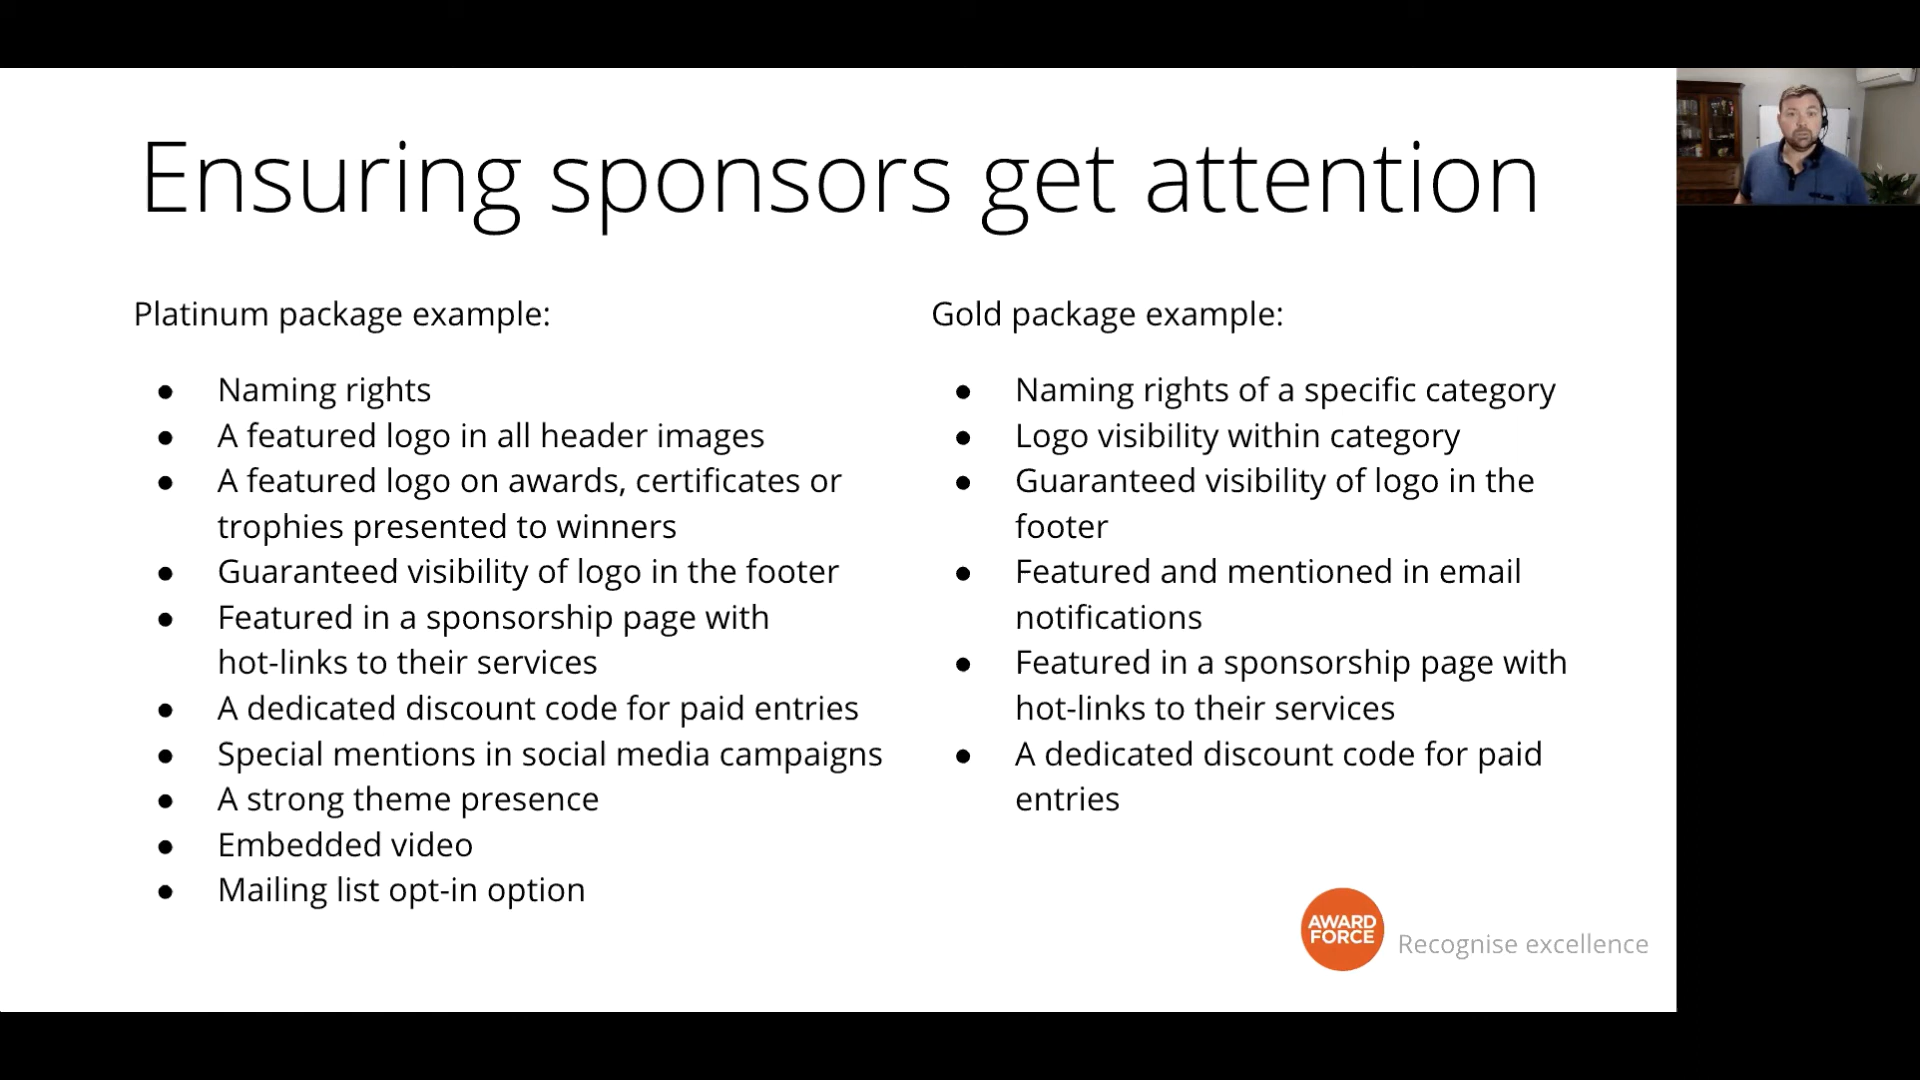 Ensuring sponsors get attention
Platinum package example:
● Naming rights
● A featured logo in all header images
● A featured logo on awards, certificates or
trophies presented to winners
● Guaranteed visibility of logo in the footer
● Featured in a sponsorship page with
hot-links to their services
● A dedicated discount code for paid entries
● Special mentions in social media campaigns
● A strong theme presence
● Embedded video
● Mailing list opt-in option
Gold package example:
● Naming rights of a specific category
● Logo visibility within category
● Guaranteed visibility of logo in the
footer
● Featured and mentioned in email
notifications
● Featured in a sponsorship page with
hot-links to their services
● A dedicated discount code for paid
entries
AWARD
FORCE
Recognise excellence